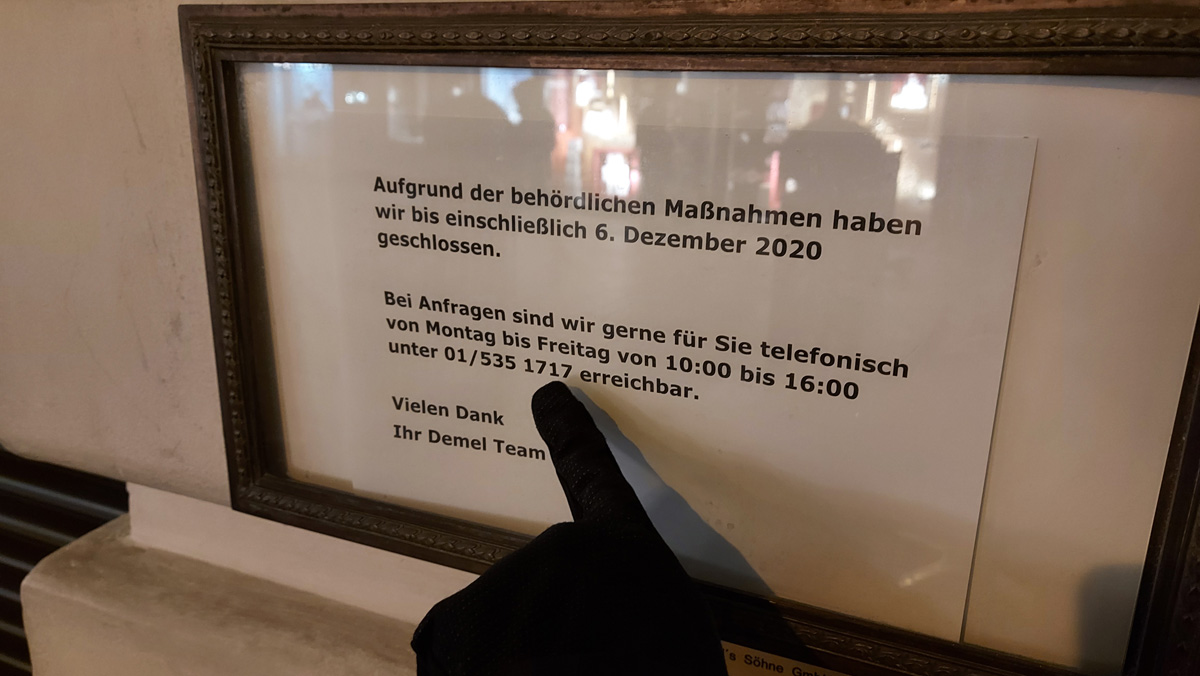 Aufgrund der behördlichen Maßnahmen haben
wir bis einschließlich 6. Dezember 2020
geschlossen.
Bei Anfragen sind wir gerne für Sie telefonisch
von Montag bis Freitag von 10:00 bis 16:00
unter 01/535 1717 erreichbar.
Vielen Dank
Ihr Demel Team
's Söhne